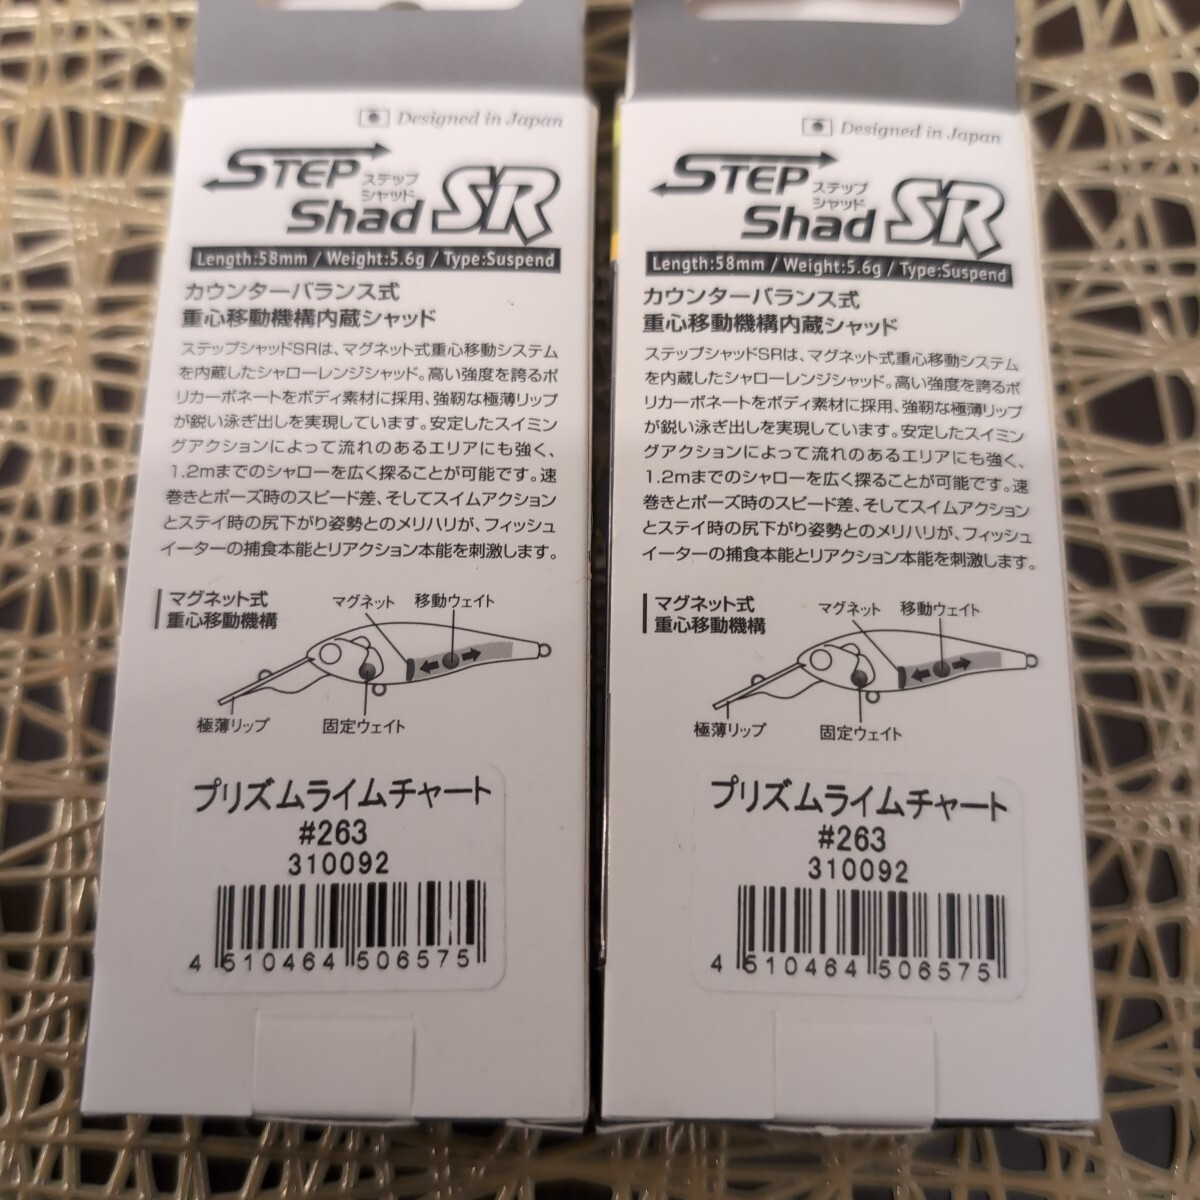 Designed in Japan
STEP
ステップ
シャッド
Shad SR
Length:58mm / Weight:5.6g / Type:Suspend
カウンターバランス式
重心移動機構内蔵シャッド
ステップシャッドSRは、マグネット式重心移動システム
を内蔵したシャローレンジシャッド。高い強度を誇るポ
リカーボネートをボディ素材に採用、強靭な極薄リップ
が鋭い泳ぎ出しを実現しています。安定したスイミン
グアクションによって流れのあるエリアにも強く、
1.2mまでのシャローを広く探ることが可能です。速
巻きとポーズ時のスピード差、そしてスイムアクション
とステイ時の尻下がり姿勢とのメリハリが、フィッシュ
イーターの捕食本能とリアクション本能を刺激します。
マグネット式
重心移動機構
マグネット
移動ウェイト
極薄リップ
固定ウェイト
プリズムライムチャート
#263
310092
4 510464 506575
Designed in Japan
STEP
ステップ
シャッド
Shad SR
Length:58mm / Weight:5.6g / Type:Suspend
カウンターバランス式
重心移動機構内蔵シャッド
ステップシャッドSRは、マグネット式重心移動システム
を内蔵したシャローレンジシャッド。高い強度を誇るポ
リカーボネートをボディ素材に採用、強靭な極薄リップ
が鋭い泳ぎ出しを実現しています。安定したスイミン
グアクションによって流れのあるエリアにも強く、
1.2mまでのシャローを広く探ることが可能です。速
巻きとポーズ時のスピード差、そしてスイムアクション
とステイ時の尻下がり姿勢とのメリハリが、フィッシュ
イーターの捕食本能とリアクション本能を刺激します。
マグネット式
重心移動機構
マグネット
移動ウェイト
極薄リップ
固定ウェイト
プリズムライムチャート
#263
310092
4 510464 506575